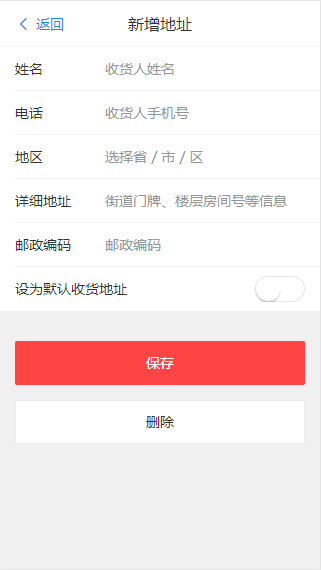 返回 新增地址
姓名 收货人姓名
电话 收货人手机号
地区 选择省 / 市 / 区
详细地址 街道门牌、楼层房间号等信息
邮政编码 邮政编码
设为默认收货地址
保存
删除